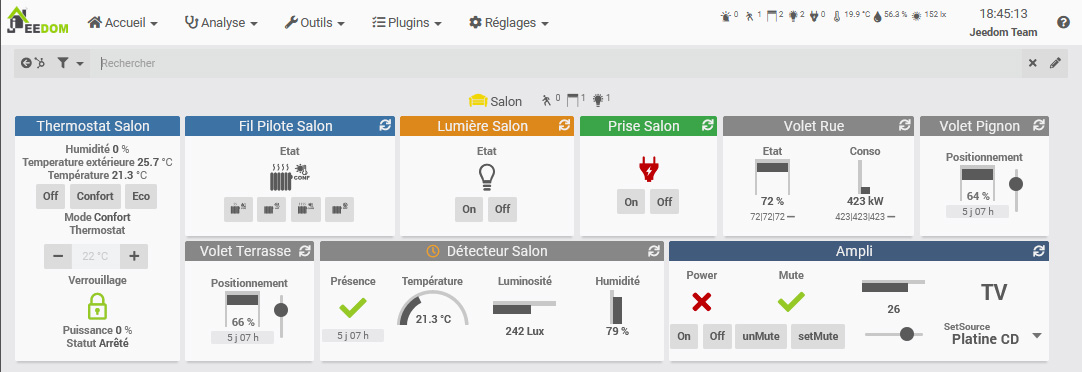 JEEDOM Accueil Analyse Outils Plugins Réglages 0 1 2 2 0 19.9 °C 56.3 % 152 lx 18:45:13
Jeedom Team
Rechercher
Salon 0 1 1
Thermostat Salon
Humidité 0 %
Temperature extérieure 25.7 °C
Température 21.3 °C
Off Confort Eco
Mode Confort
Thermostat
22 °C
Verrouillage
Puissance 0 %
Statut Arrêté
Fil Pilote Salon
Etat
CONF
Lumière Salon
Etat
On Off
Prise Salon
On Off
Volet Rue
Etat Conso
72 % 423 kW
72|72|72 423|423|423
Volet Pignon
Positionnement
64 %
5 j 07 h
Volet Terrasse
Positionnement
66 %
5 j 07 h
Détecteur Salon
Présence Température Luminosité Humidité
21.3 °C
242 Lux 79 %
5 j 07 h
Ampli
Power Mute
TV
26
On Off unMute setMute
SetSource
Platine CD